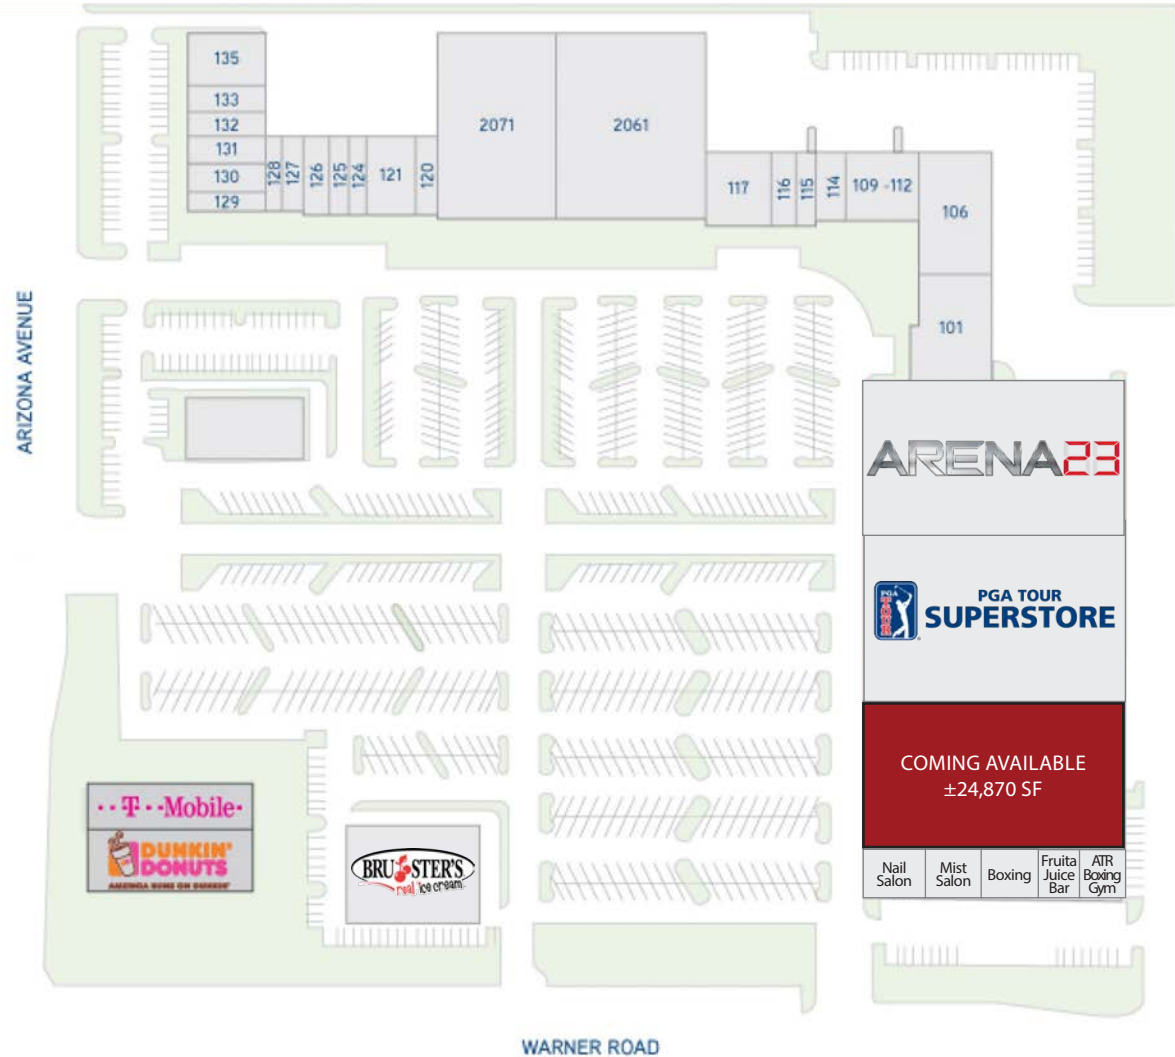 135
133
132
131
130
129
128
127
126
125
124
121
120
2071
2061
117
116
115
114
109 -112
106
101
ARIZONA AVENUE
ARENA23
PGA
TOUR
PGA TOUR
SUPERSTORE
COMING AVAILABLE
±24,870 SF
Nail
Salon
Mist
Salon
Boxing
Fruita
Juice
Bar
ATR
Boxing
Gym
T Mobile
DUNKIN'
DONUTS
AMERICA RUNS ON DUNKIN'
BRUSTER'S
real ice cream
WARNER ROAD